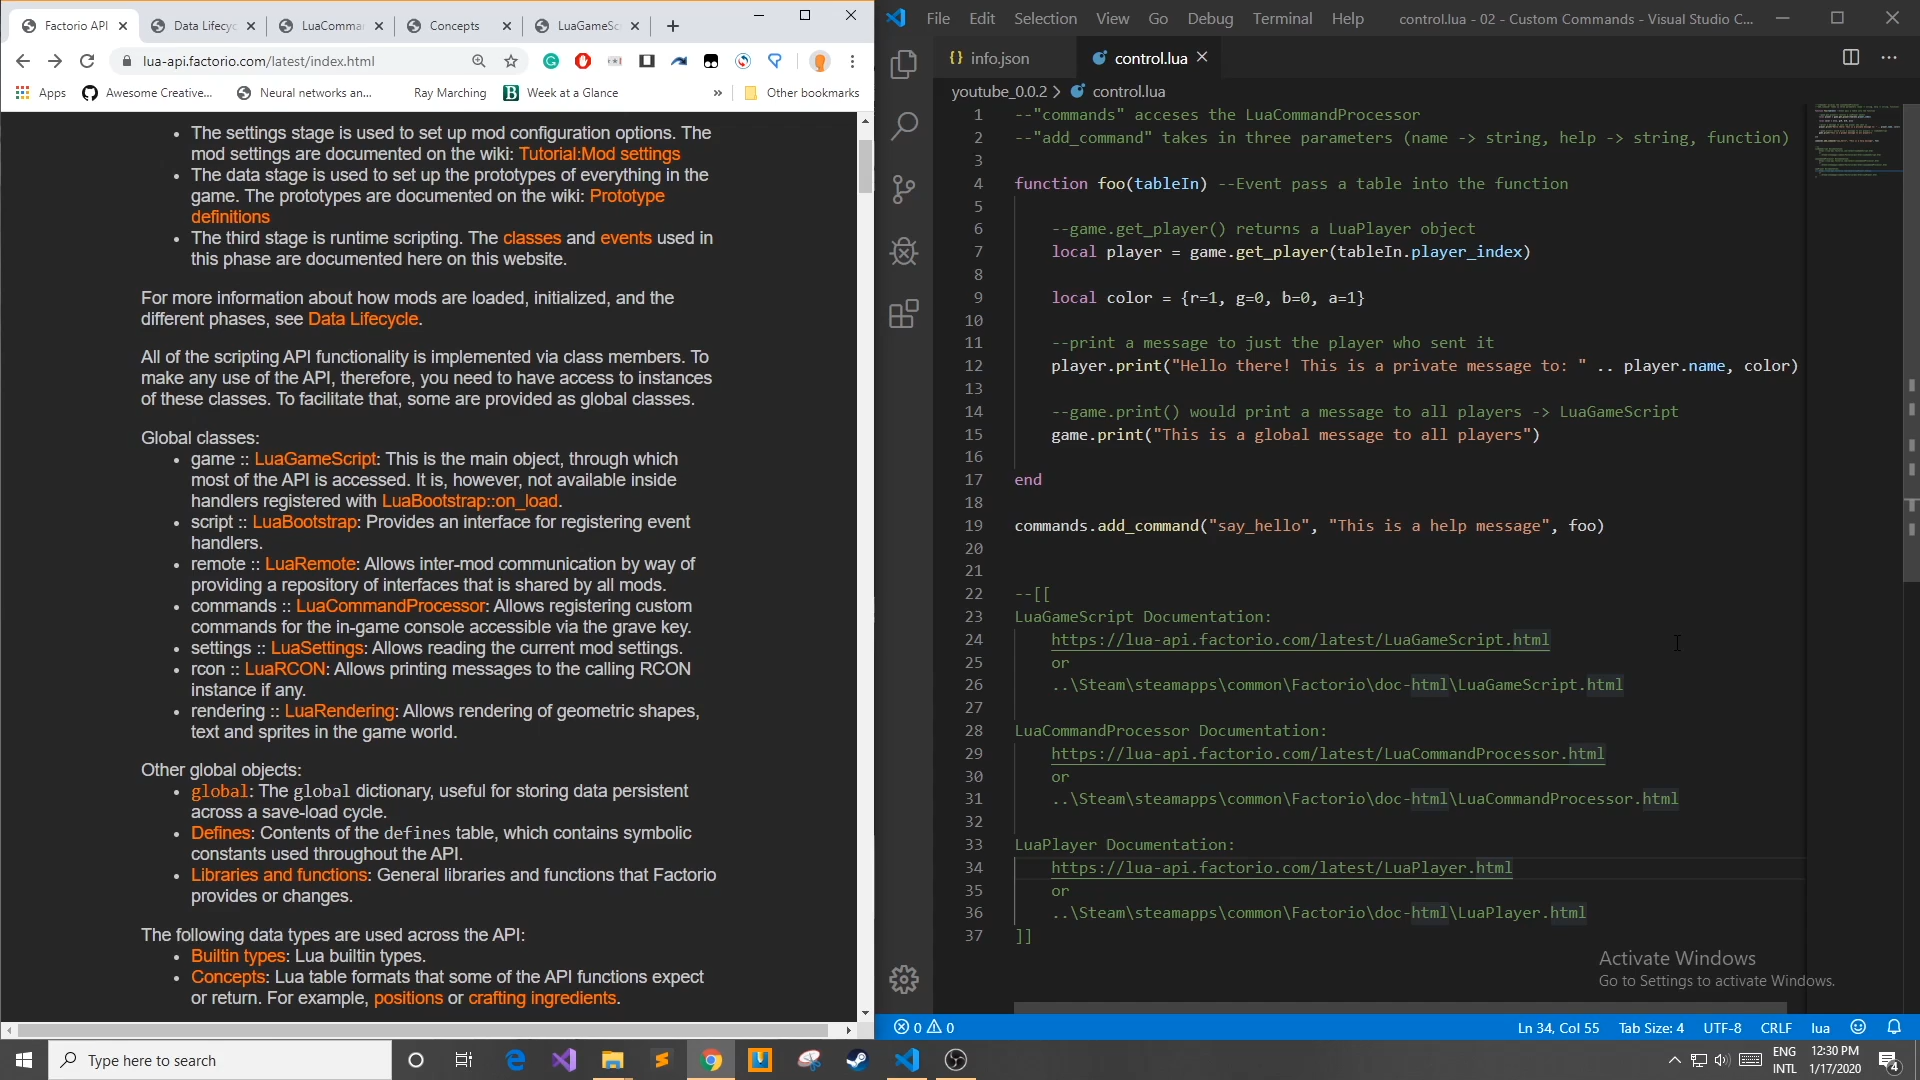 Factorio API
Data Lifecyc
LuaComma
Concepts
LuaGameSc
lua-api.factorio.com/latest/index.html
Apps
Awesome Creative...
Neural networks an...
Ray Marching
Week at a Glance
»
Other bookmarks
The settings stage is used to set up mod configuration options. The
mod settings are documented on the wiki: Tutorial:Mod settings
The data stage is used to set up the prototypes of everything in the
game. The prototypes are documented on the wiki: Prototype
definitions
The third stage is runtime scripting. The classes and events used in
this phase are documented here on this website.
For more information about how mods are loaded, initialized, and the
different phases, see Data Lifecycle.
All of the scripting API functionality is implemented via class members. To
make any use of the API, therefore, you need to have access to instances
of these classes. To facilitate that, some are provided as global classes.
Global classes:
game :: LuaGameScript: This is the main object, through which
most of the API is accessed. It is, however, not available inside
handlers registered with LuaBootstrap::on_load.
script :: LuaBootstrap: Provides an interface for registering event
handlers.
remote :: LuaRemote: Allows inter-mod communication by way of
providing a repository of interfaces that is shared by all mods.
commands :: LuaCommandProcessor: Allows registering custom
commands for the in-game console accessible via the grave key.
settings :: LuaSettings: Allows reading the current mod settings.
rcon :: LuaRCON: Allows printing messages to the calling RCON
instance if any.
rendering :: LuaRendering: Allows rendering of geometric shapes,
text and sprites in the game world.
Other global objects:
global: The global dictionary, useful for storing data persistent
across a save-load cycle.
Defines: Contents of the defines table, which contains symbolic
constants used throughout the API.
Libraries and functions: General libraries and functions that Factorio
provides or changes.
The following data types are used across the API:
Builtin types: Lua builtin types.
Concepts: Lua table formats that some of the API functions expect
or return. For example, positions or crafting ingredients.
File Edit Selection View Go Debug Terminal Help control.lua - 02 - Custom Commands - Visual Studio C...
{} info.json
control.lua
youtube_0.0.2 > control.lua
1 --"commands" acceses the LuaCommandProcessor
2 --"add_command" takes in three parameters (name -> string, help -> string, function)
3
4 function foo(tableIn) --Event pass a table into the function
5
6 --game.get_player() returns a LuaPlayer object
7 local player = game.get_player(tableIn.player_index)
8
9 local color = {r=1, g=0, b=0, a=1}
10
11 --print a message to just the player who sent it
12 player.print("Hello there! This is a private message to: " .. player.name, color)
13
14 --game.print() would print a message to all players -> LuaGameScript
15 game.print("This is a global message to all players")
16
17 end
18
19 commands.add_command("say_hello", "This is a help message", foo)
20
21
22 --[[
23 LuaGameScript Documentation:
24 https://lua-api.factorio.com/latest/LuaGameScript.html
25 or
26 ..\Steam\steamapps\common\Factorio\doc-html\LuaGameScript.html
27
28 LuaCommandProcessor Documentation:
29 https://lua-api.factorio.com/latest/LuaCommandProcessor.html
30 or
31 ..\Steam\steamapps\common\Factorio\doc-html\LuaCommandProcessor.html
32
33 LuaPlayer Documentation:
34 https://lua-api.factorio.com/latest/LuaPlayer.html
35 or
36 ..\Steam\steamapps\common\Factorio\doc-html\LuaPlayer.html
37 ]]
Activate Windows
Go to Settings to activate Windows.
0 0 Ln 34, Col 55 Tab Size: 4 UTF-8 CRLF lua
Type here to search
ENG
INTL
12:30 PM
1/17/2020
4